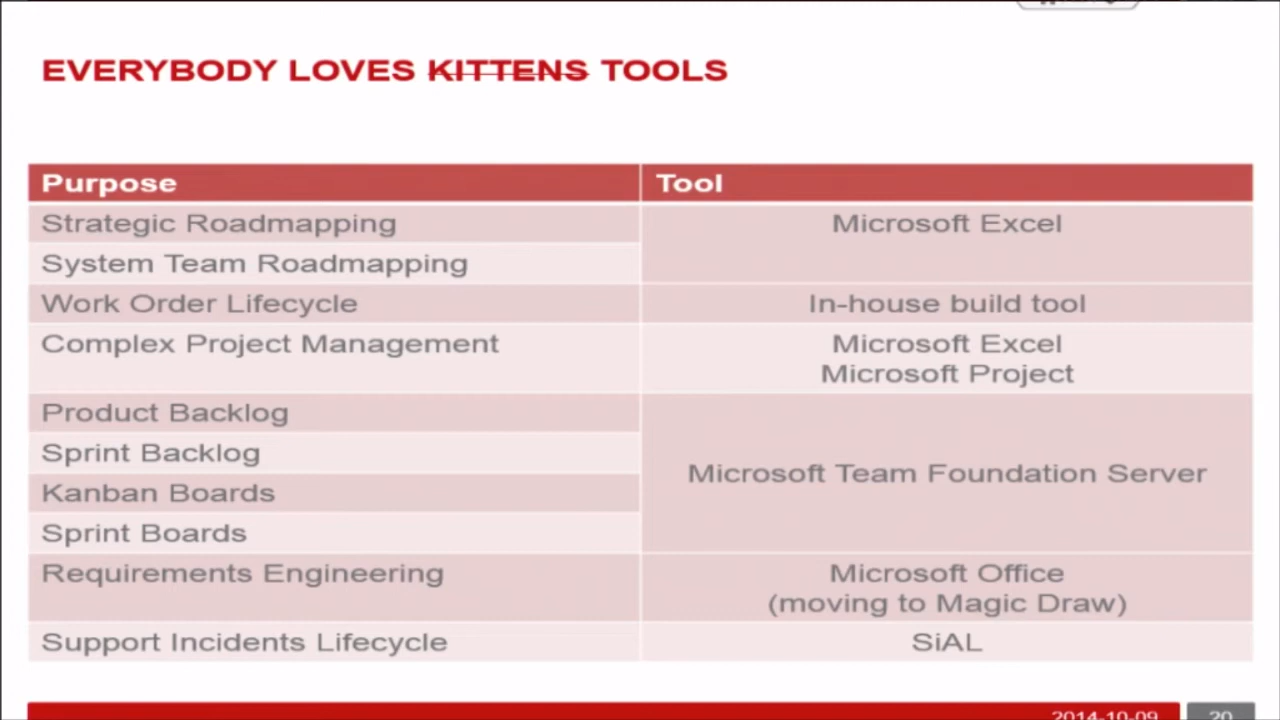 EVERYBODY LOVES KITTENS TOOLS
Purpose Tool
Strategic Roadmapping Microsoft Excel
System Team Roadmapping
Work Order Lifecycle In-house build tool
Complex Project Management Microsoft Excel
Microsoft Project
Product Backlog
Sprint Backlog
Microsoft Team Foundation Server
Kanban Boards
Sprint Boards
Requirements Engineering Microsoft Office
(moving to Magic Draw)
Support Incidents Lifecycle SiAL
2014-10-09 20